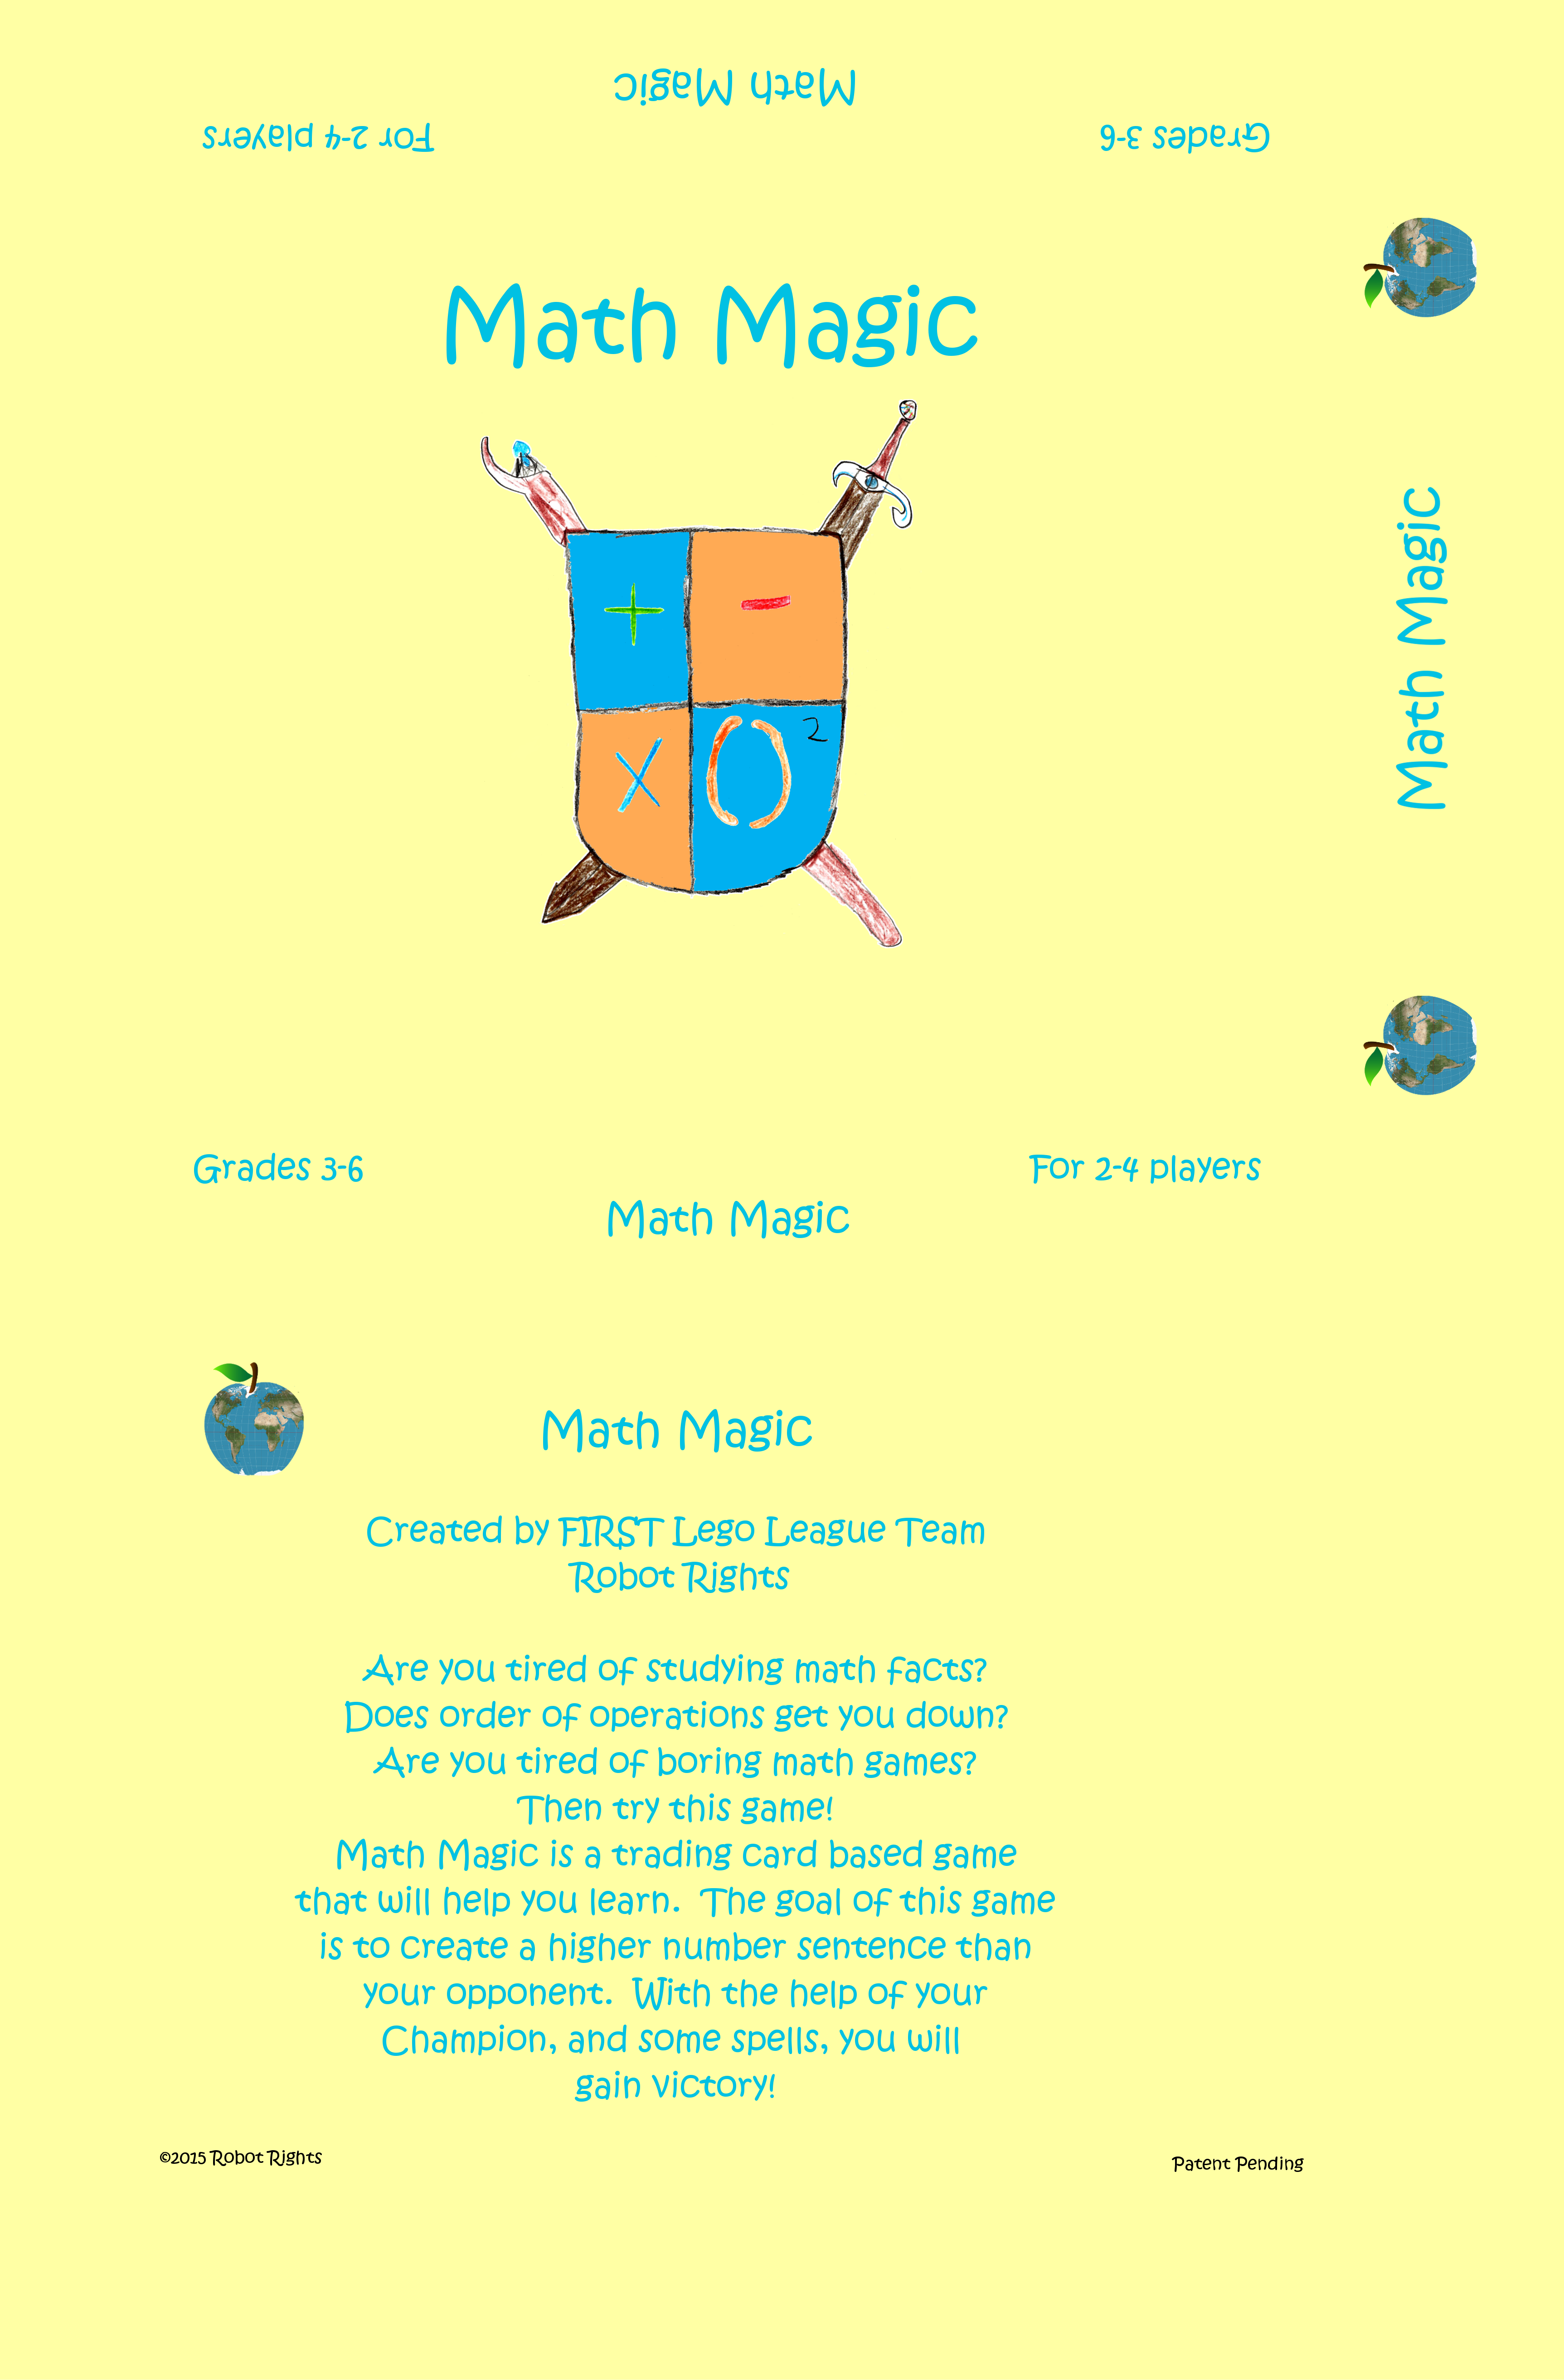 Math Magic
For 2-4 players
Grades 3-6
Math Magic
+
-
X
() 2
Math Magic
Grades 3-6
For 2-4 players
Math Magic
Math Magic
Created by FIRST Lego League Team
Robot Rights
Are you tired of studying math facts?
Does order of operations get you down?
Are you tired of boring math games?
Then try this game!
Math Magic is a trading card based game
that will help you learn.  The goal of this game
is to create a higher number sentence than
your opponent.  With the help of your
Champion, and some spells, you will
gain victory!
©2015 Robot Rights
Patent Pending